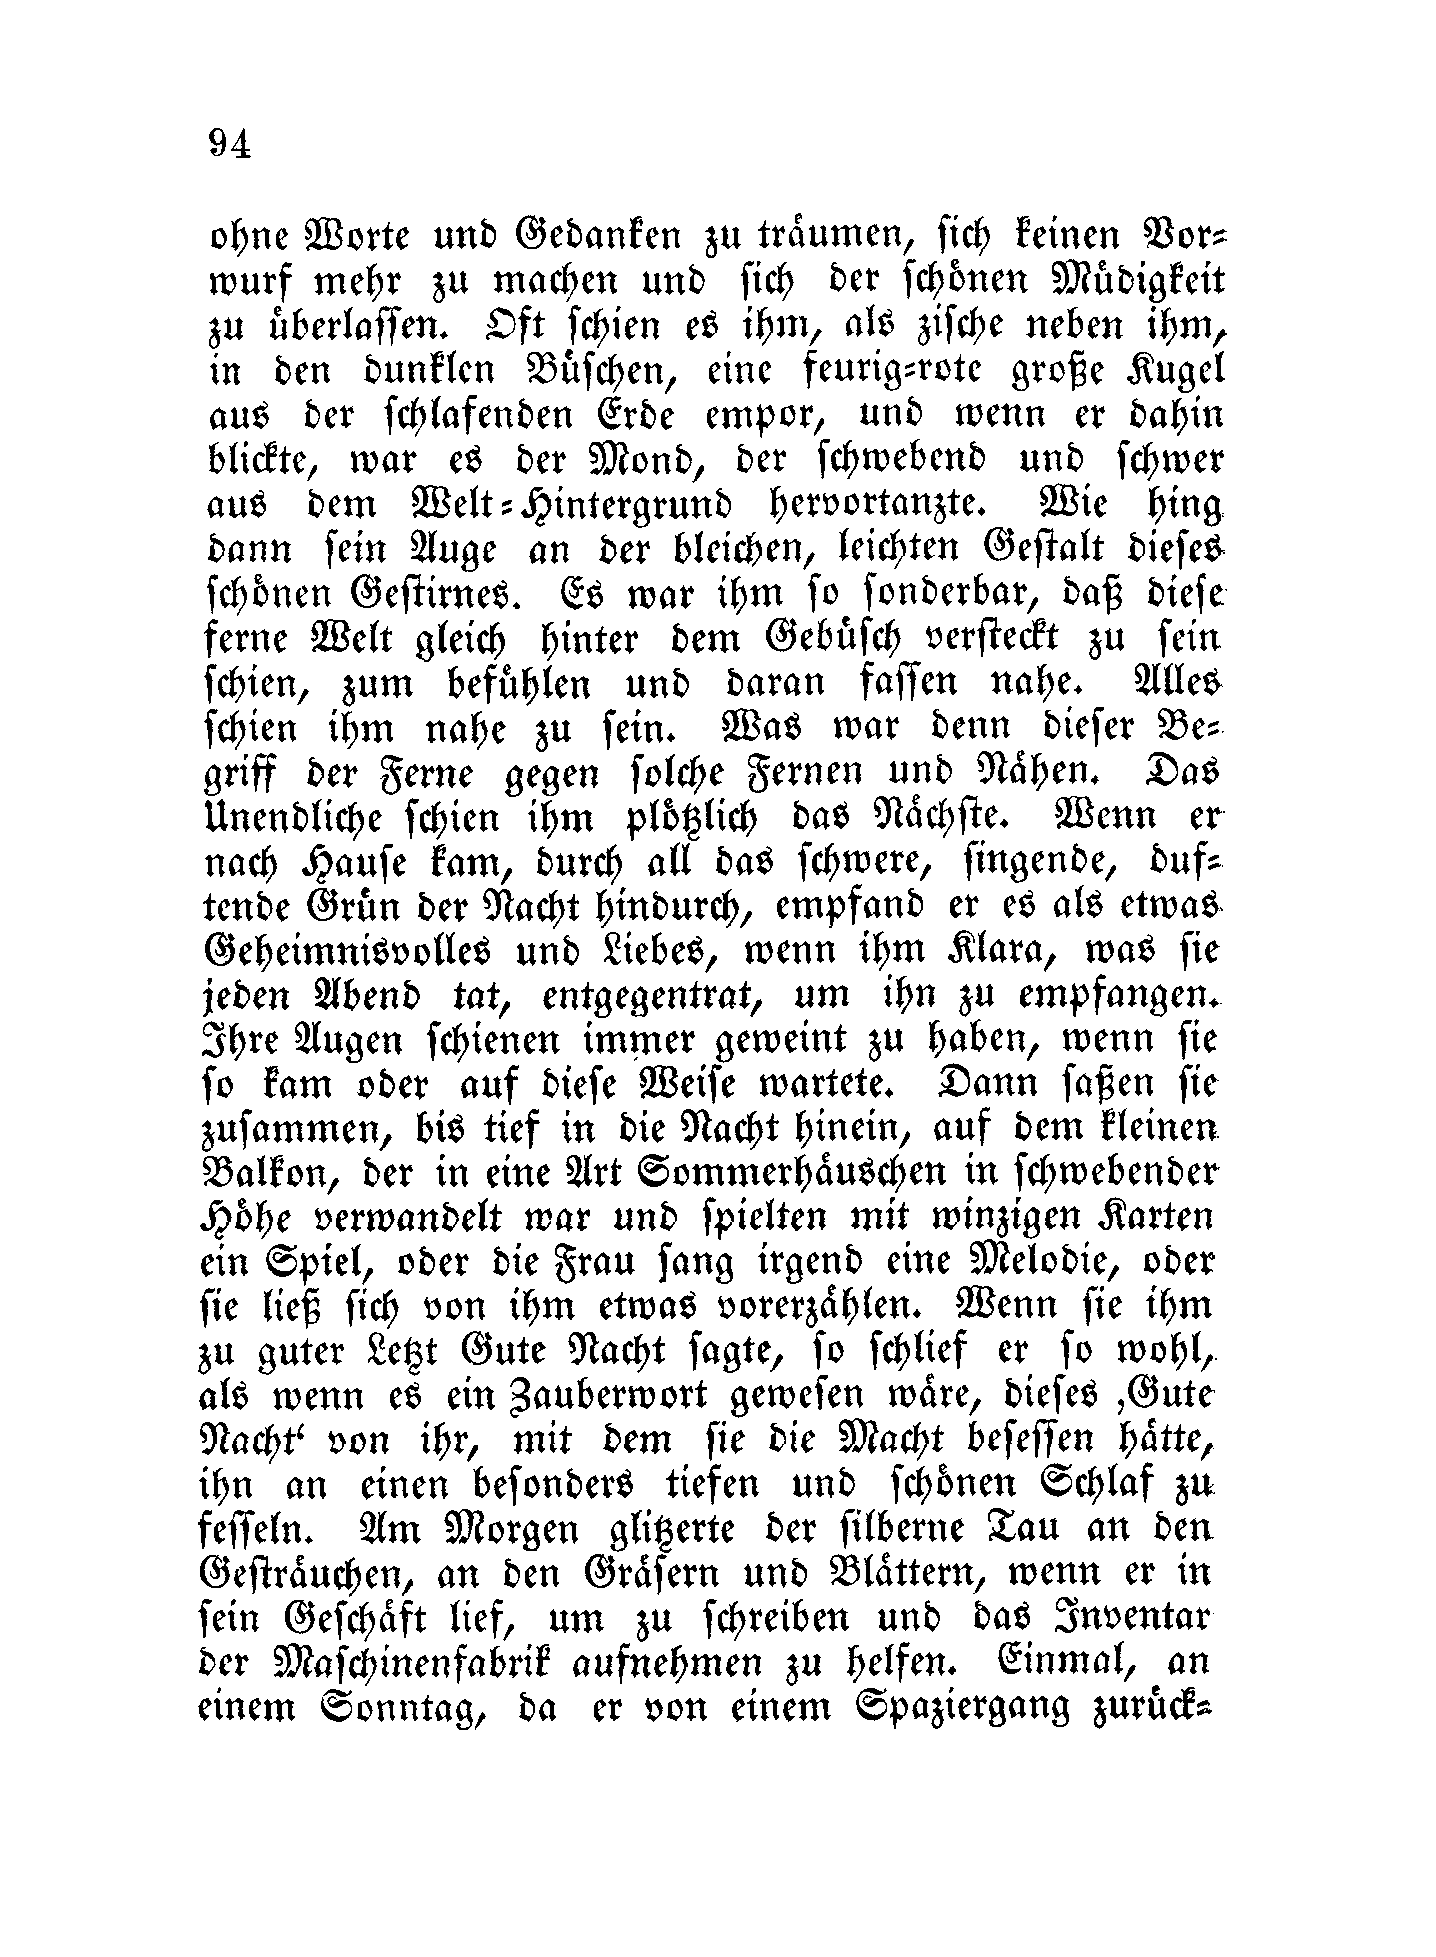 94
ohne Worte und Gedanken zu träumen, sich keinen Vor-
wurf mehr zu machen und sich der schönen Müdigkeit
zu überlassen. Oft schien es ihm, als zische neben ihm,
in den dunklen Büschen, eine feurig-rote große Kugel
aus der schlafenden Erde empor, und wenn er dahin
blickte, war es der Mond, der schwebend und schwer
aus dem Welt-Hintergrund hervortanzte. Wie hing
dann sein Auge an der bleichen, leichten Gestalt dieses
schönen Gestirnes. Es war ihm so sonderbar, daß diese
ferne Welt gleich hinter dem Gebüsch versteckt zu sein
schien, zum befühlen und daran fassen nahe. Alles
schien ihm nahe zu sein. Was war denn dieser Be-
griff der Ferne gegen solche Fernen und Nähen. Das
Unendliche schien ihm plötzlich das Nächste. Wenn er
nach Hause kam, durch all das schwere, singende, duf-
tende Grün der Nacht hindurch, empfand er es als etwas
Geheimnisvolles und Liebes, wenn ihm Klara, was sie
jeden Abend tat, entgegentrat, um ihn zu empfangen.
Ihre Augen schienen immer geweint zu haben, wenn sie
so kam oder auf diese Weise wartete. Dann saßen sie
zusammen, bis tief in die Nacht hinein, auf dem kleinen
Balkon, der in eine Art Sommerhäuschen in schwebender
Höhe verwandelt war und spielten mit winzigen Karten
ein Spiel, oder die Frau sang irgend eine Melodie, oder
sie ließ sich von ihm etwas vorerzählen. Wenn sie ihm
zu guter Letzt Gute Nacht sagte, so schlief er so wohl,
als wenn es ein Zauberwort gewesen wäre, dieses ‚Gute
Nacht‘ von ihr, mit dem sie die Macht besessen hätte,
ihn an einen besonders tiefen und schönen Schlaf zu
fesseln. Am Morgen glitzerte der silberne Tau an den
Gesträuchen, an den Gräsern und Blättern, wenn er in
sein Geschäft lief, um zu schreiben und das Inventar
der Maschinenfabrik aufnehmen zu helfen. Einmal, an
einem Sonntag, da er von einem Spaziergang zurück-